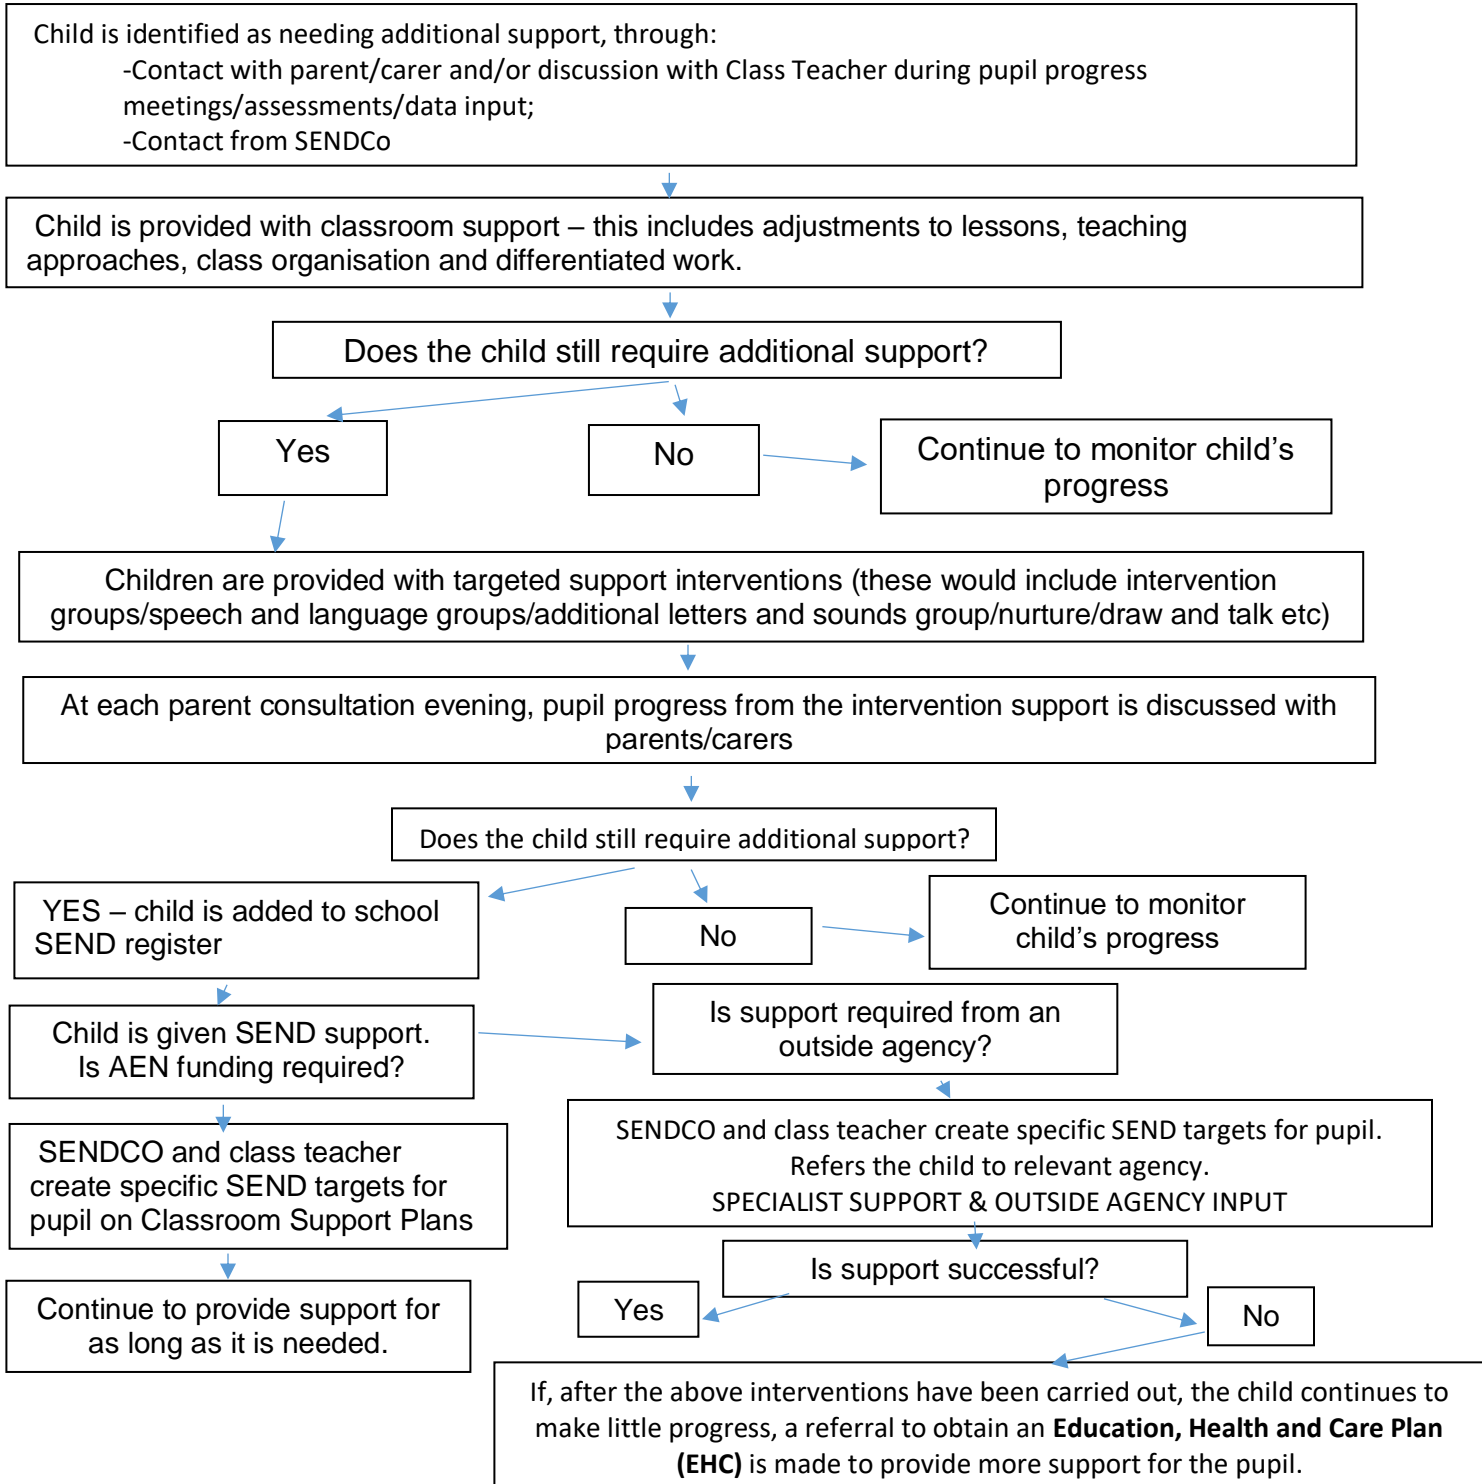 Child is identified as needing additional support, through:
-Contact with parent/carer and/or discussion with Class Teacher during pupil progress
meetings/assessments/data input;
-Contact from SENDCo
Child is provided with classroom support – this includes adjustments to lessons, teaching
approaches, class organisation and differentiated work.
Does the child still require additional support?
Yes
No
Continue to monitor child’s
progress
Children are provided with targeted support interventions (these would include intervention
groups/speech and language groups/additional letters and sounds group/nurture/draw and talk etc)
At each parent consultation evening, pupil progress from the intervention support is discussed with
parents/carers
Does the child still require additional support?
YES – child is added to school
SEND register
No
Continue to monitor
child’s progress
Child is given SEND support.
Is AEN funding required?
Is support required from an
outside agency?
SENDCO and class teacher
create specific SEND targets for
pupil on Classroom Support Plans
SENDCO and class teacher create specific SEND targets for pupil.
Refers the child to relevant agency.
SPECIALIST SUPPORT & OUTSIDE AGENCY INPUT
Continue to provide support for
as long as it is needed.
Is support successful?
Yes
No
If, after the above interventions have been carried out, the child continues to
make little progress, a referral to obtain an Education, Health and Care Plan
(EHC) is made to provide more support for the pupil.